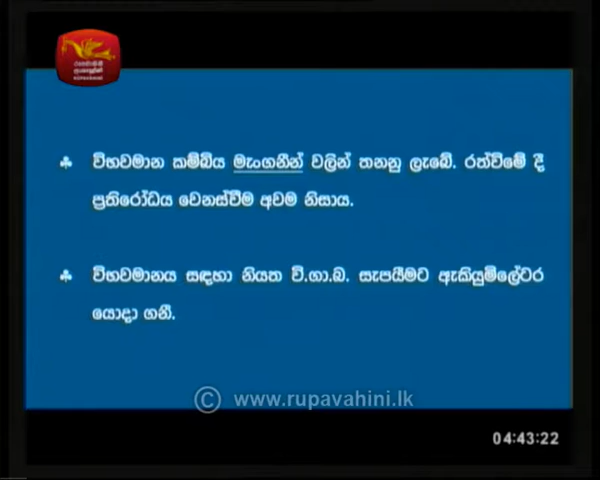 විභවමාන කම්බිය මැංගනීන් වලින් තනනු ලැබේ. රත්වීමේ දී
ප්‍රතිරෝධය වෙනස්වීම අවම නිසාය.
විභවමානය සඳහා නියත වි.ගා.බ. සැපයීමට ඇකියුම්ලේටර
යොදා ගනී.
© www.rupavahini.lk
04:43:22